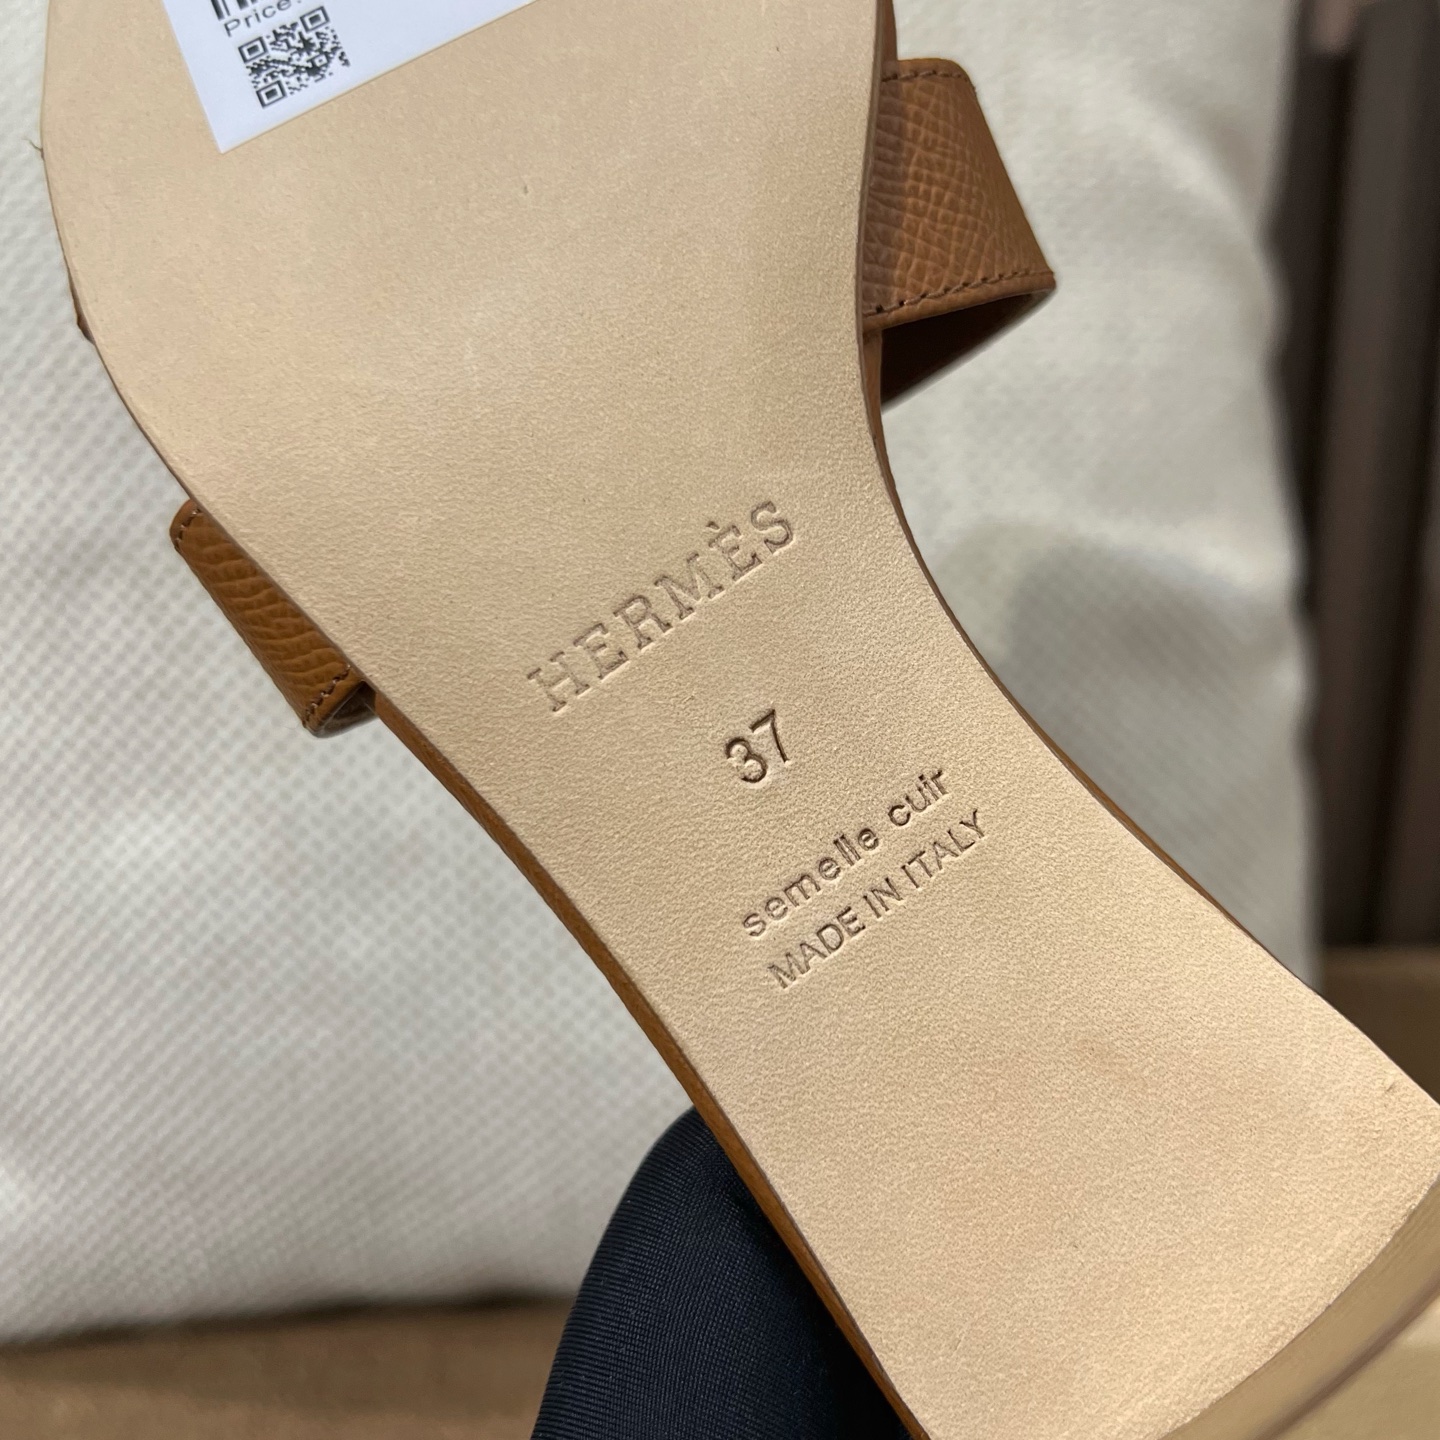 Price:
HERMÈS
37
semelle cuir
MADE IN ITALY